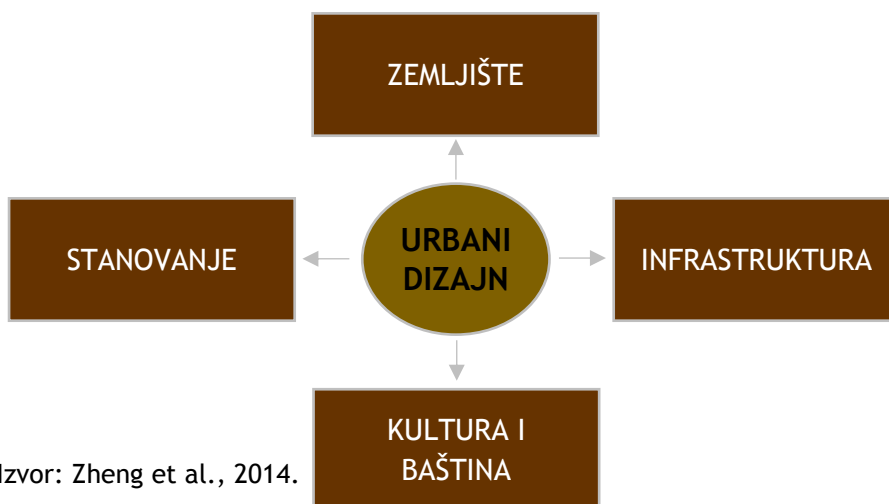 ZEMLJIŠTE
STANOVANJE
URBANI
DIZAJN
INFRASTRUKTURA
KULTURA I
BAŠTINA
Izvor: Zheng et al., 2014.